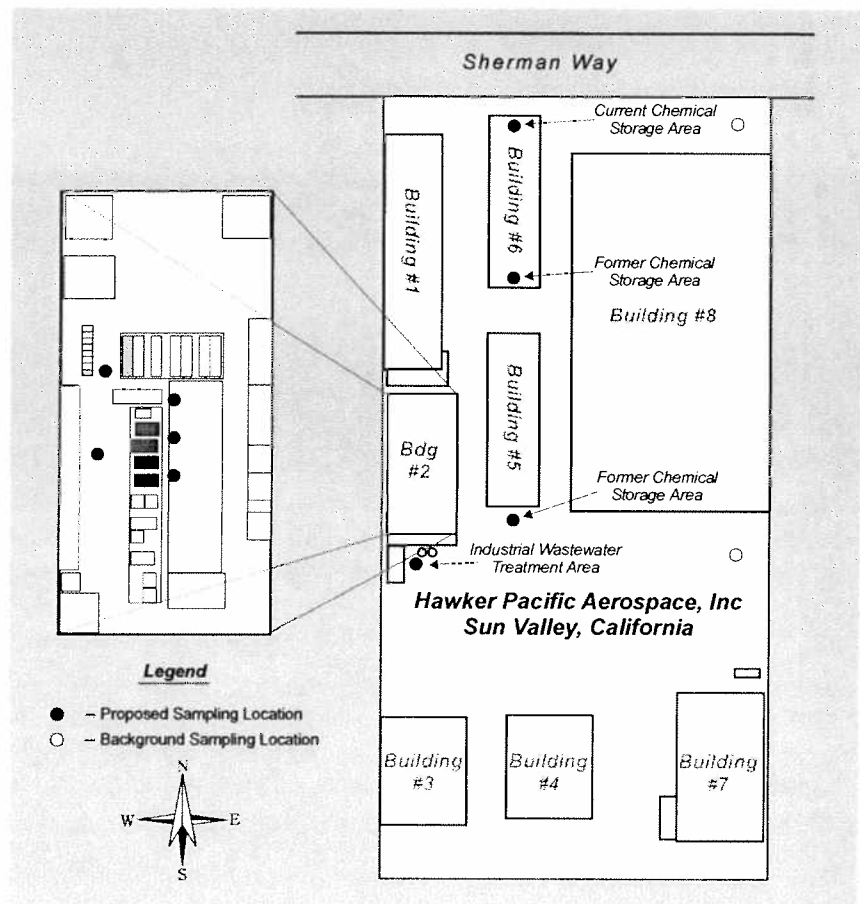 Sherman Way
Current Chemical
Storage Area
Building #1
Building #6
Former Chemical
Storage Area
Building #8
Building #5
Bdg
#2
Former Chemical
Storage Area
Industrial Wastewater
Treatment Area
Hawker Pacific Aerospace, Inc
Sun Valley, California
Legend
– Proposed Sampling Location
– Background Sampling Location
N
W
E
S
Building
#3
Building
#4
Building
#7